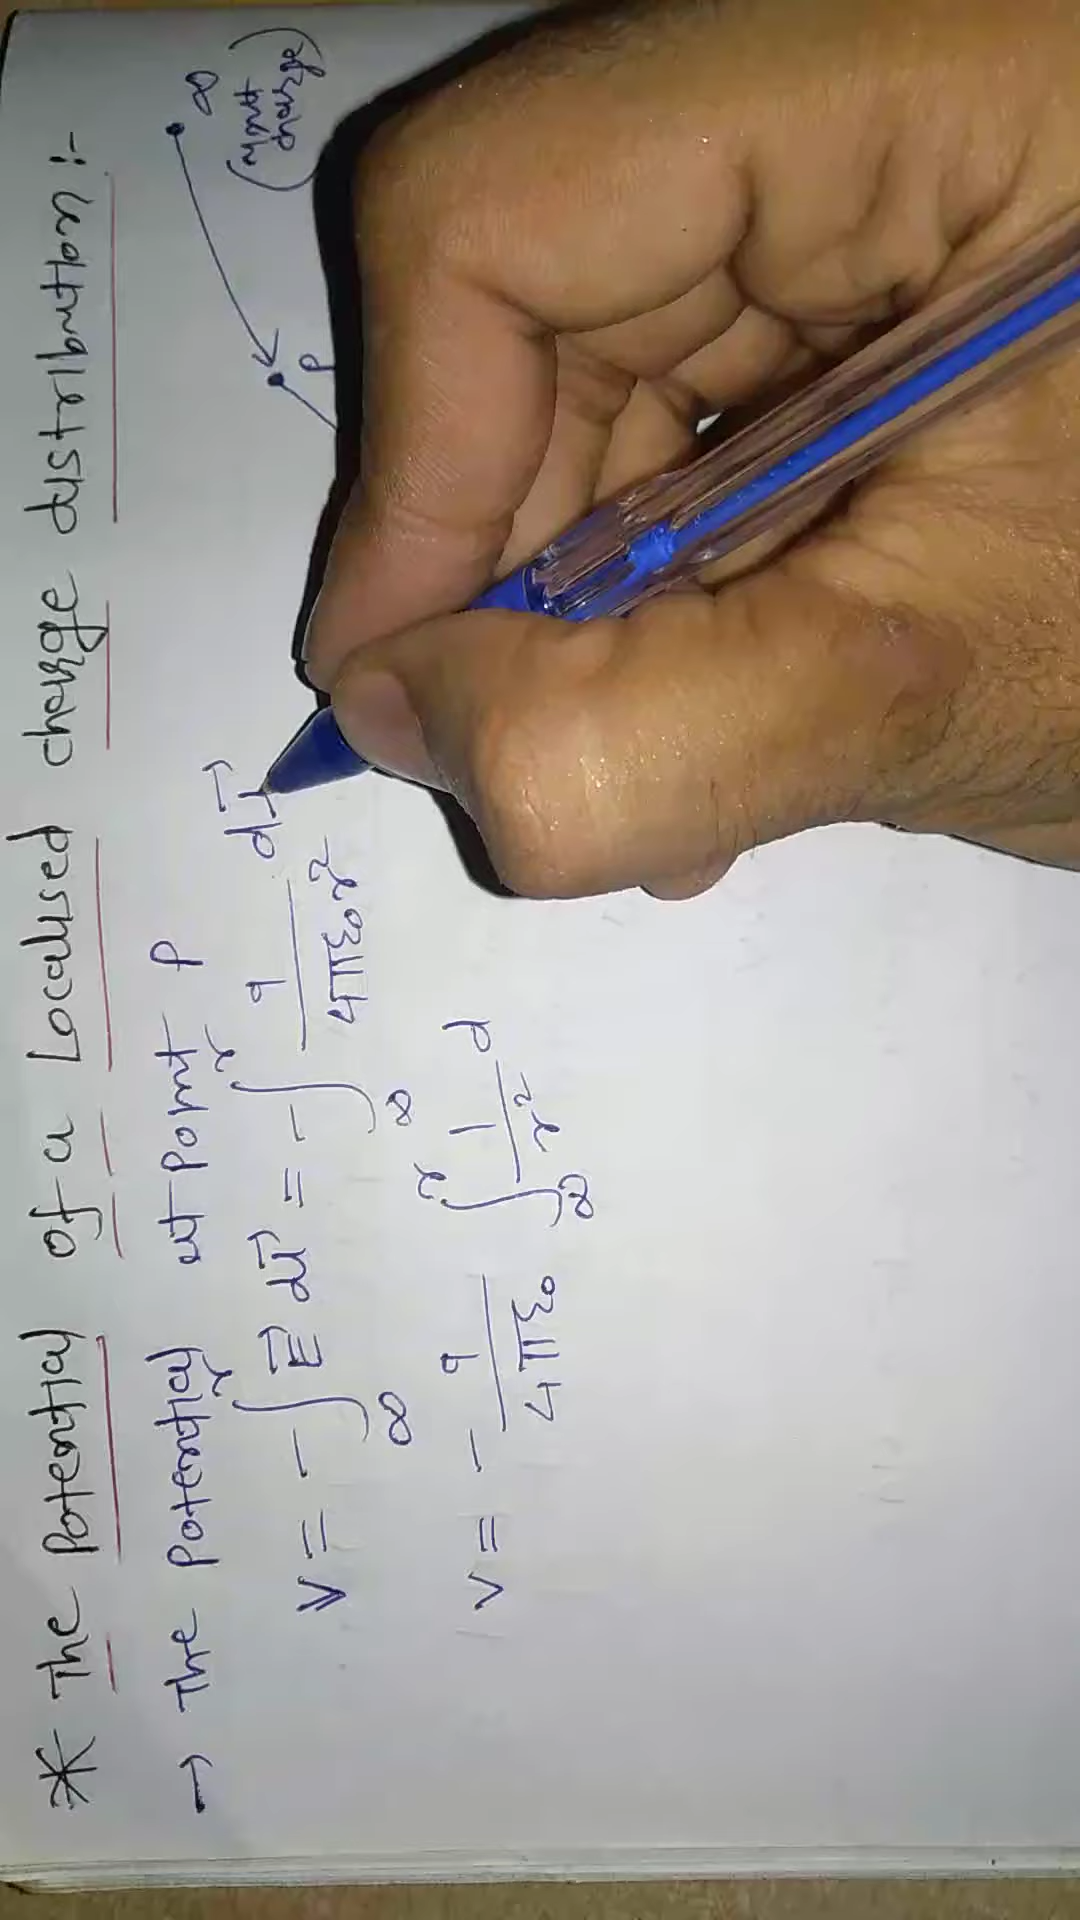 * The Potential of a Localised charge distribution :-
→ The Potential at Point P
V = - ∫_∞^r E⃗ dl⃗ = - ∫_∞^r q / 4πε₀r² dl⃗
V = - q / 4πε₀ ∫_∞^r 1 / r² d
∞
(unit charge)
P